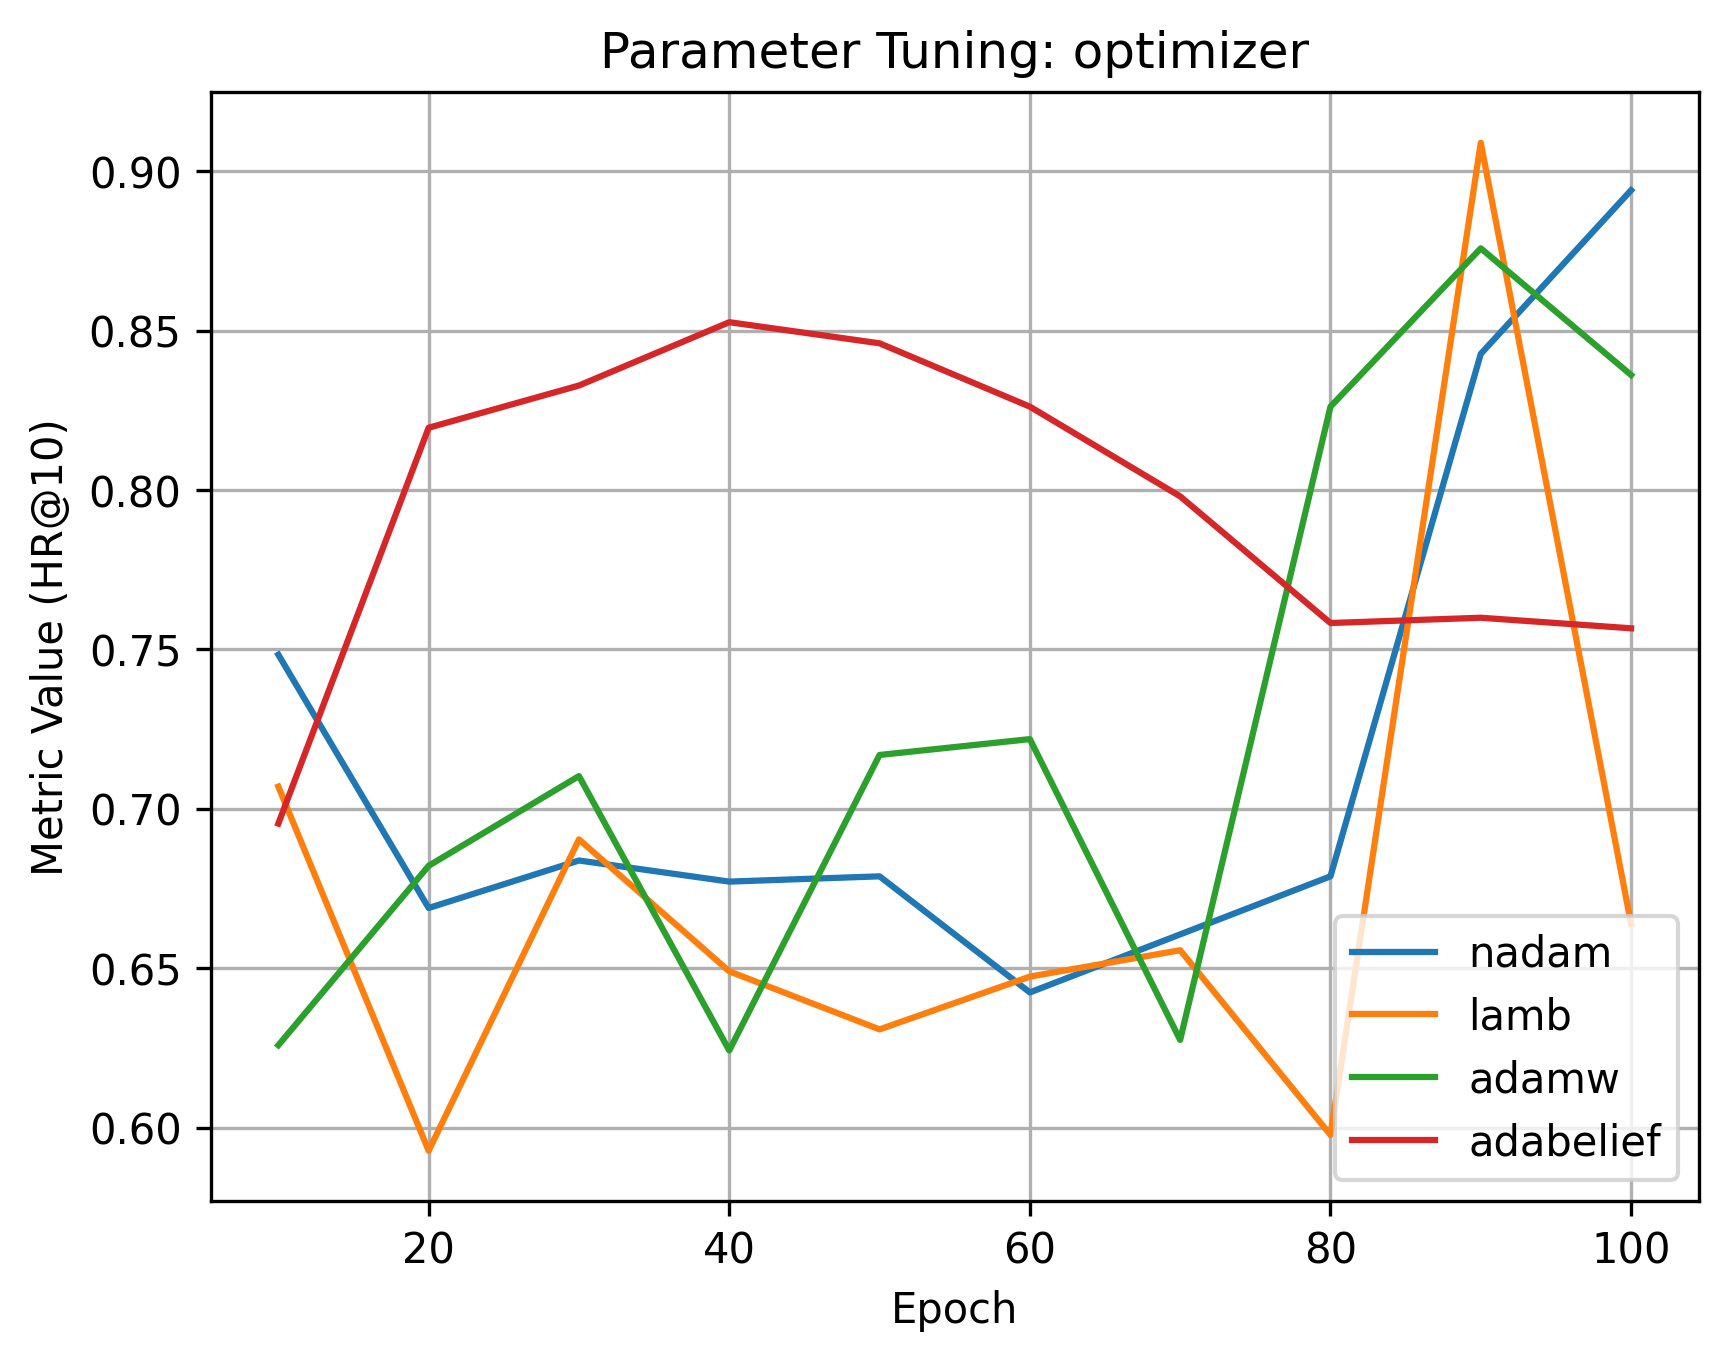 Parameter Tuning: optimizer
Metric Value (HR@10)
0.90
0.85
0.80
0.75
0.70
0.65
0.60
nadam
lamb
adamw
adabelief
20 40 60 80 100
Epoch